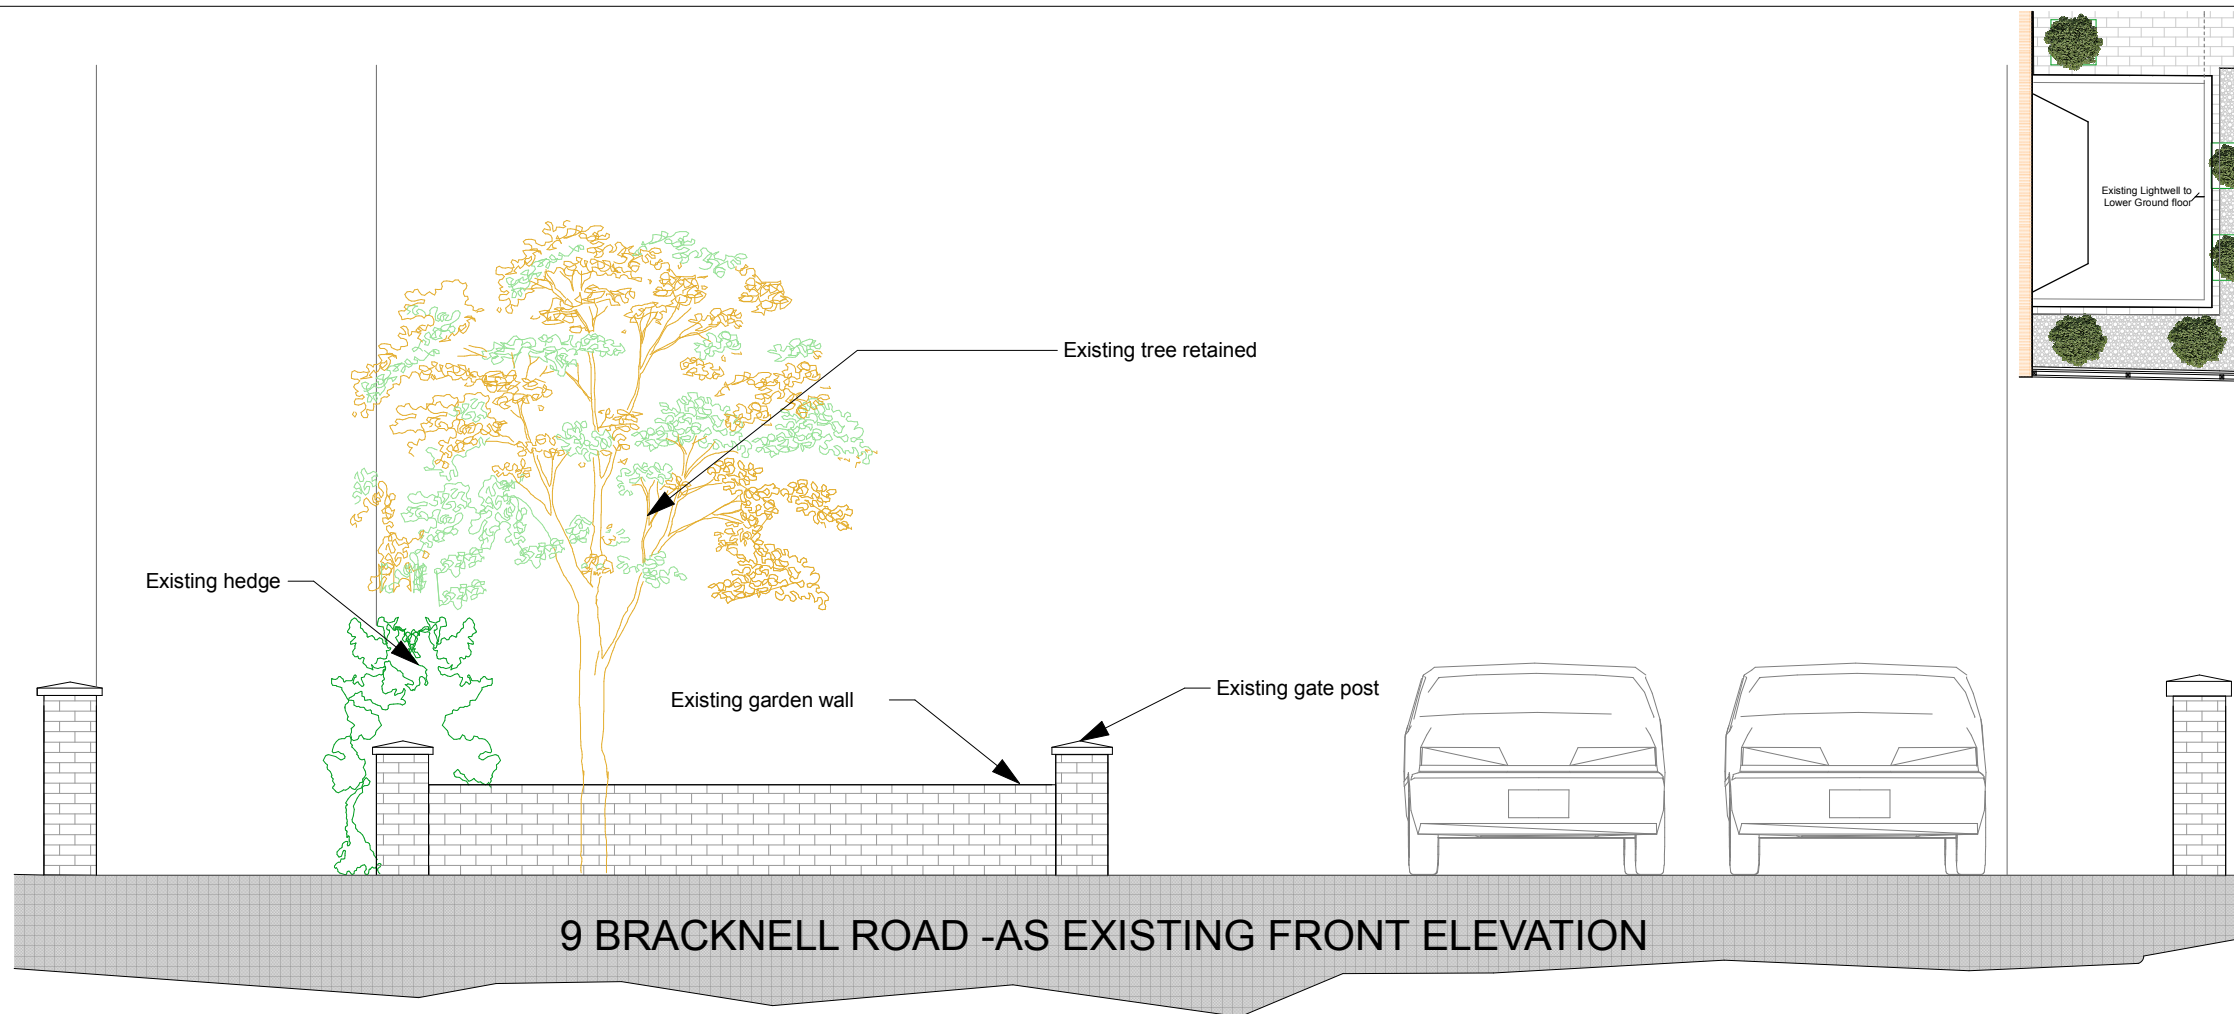 Existing Lightwell to
Lower Ground floor
Existing tree retained
Existing hedge
Existing garden wall
Existing gate post
9 BRACKNELL ROAD -AS EXISTING FRONT ELEVATION